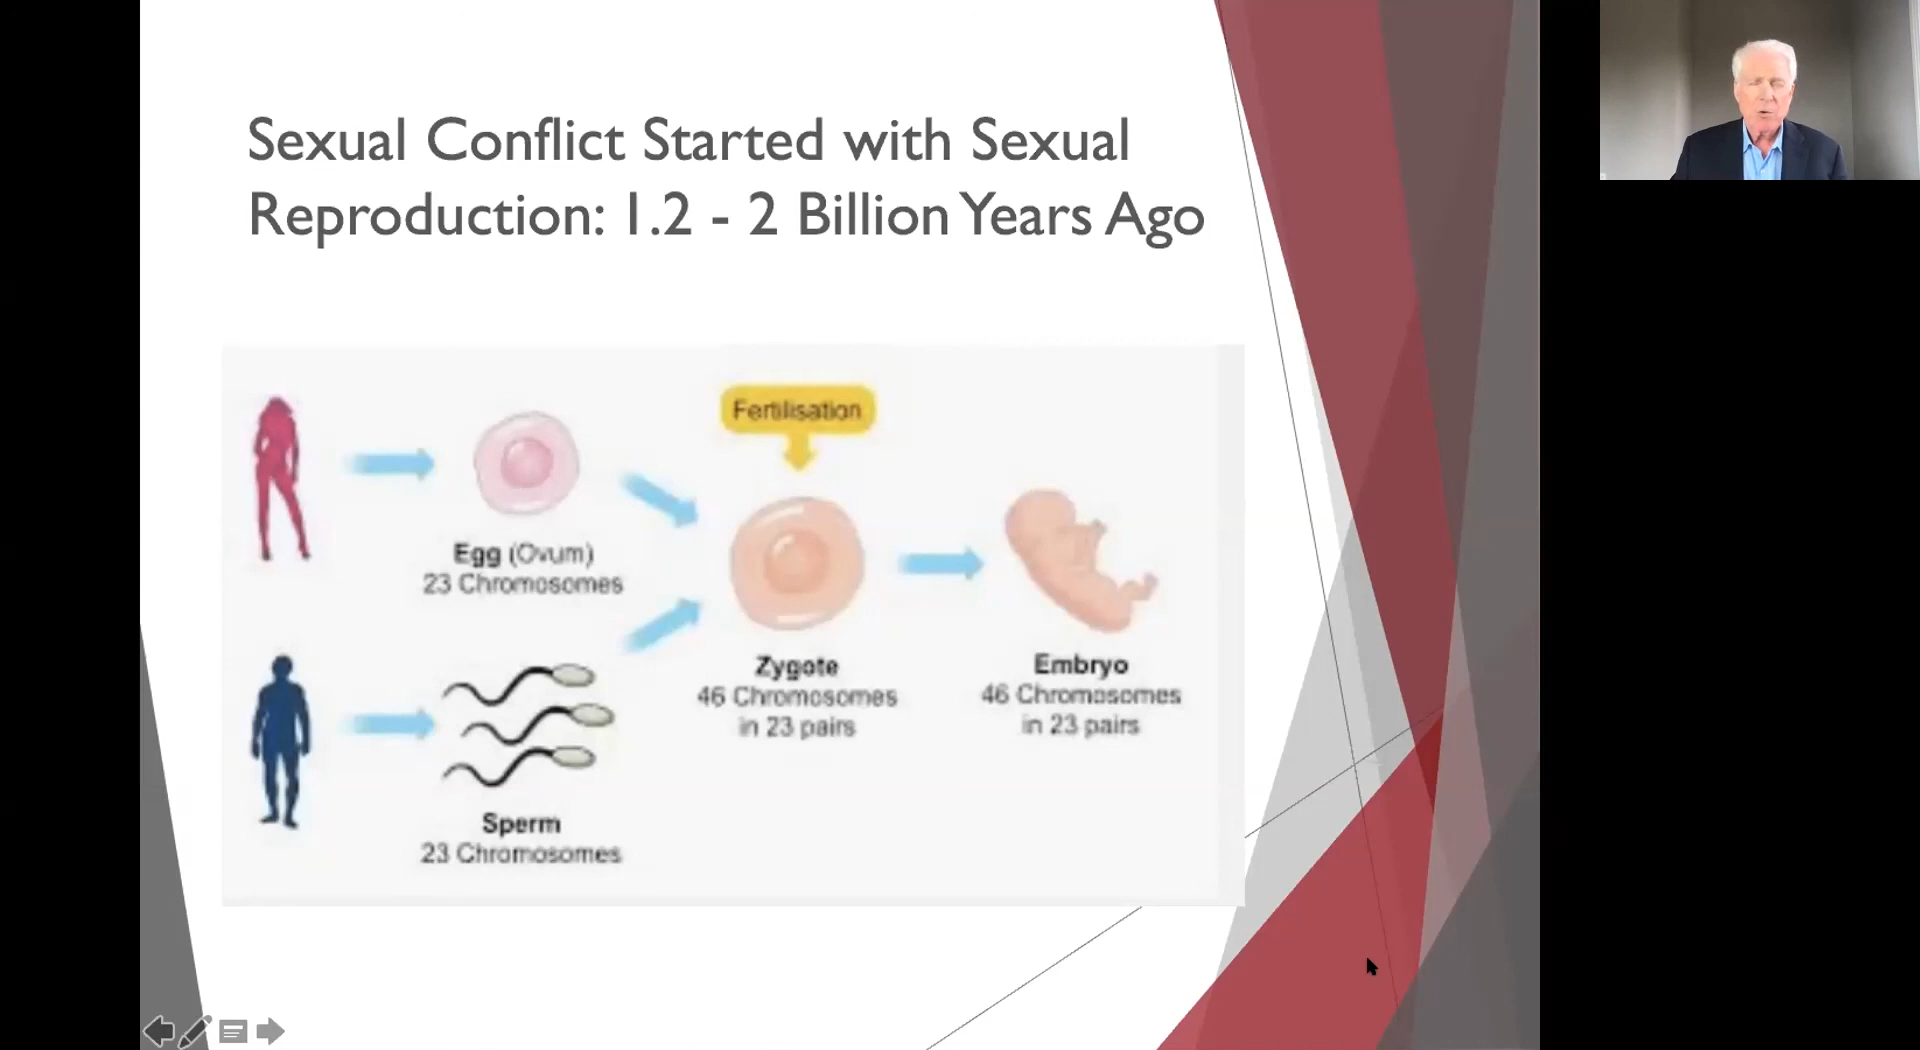 Sexual Conflict Started with Sexual
Reproduction: 1.2 - 2 Billion Years Ago
Fertilisation
Egg (Ovum)
23 Chromosomes
Zygote
46 Chromosomes
in 23 pairs
Embryo
46 Chromosomes
in 23 pairs
Sperm
23 Chromosomes